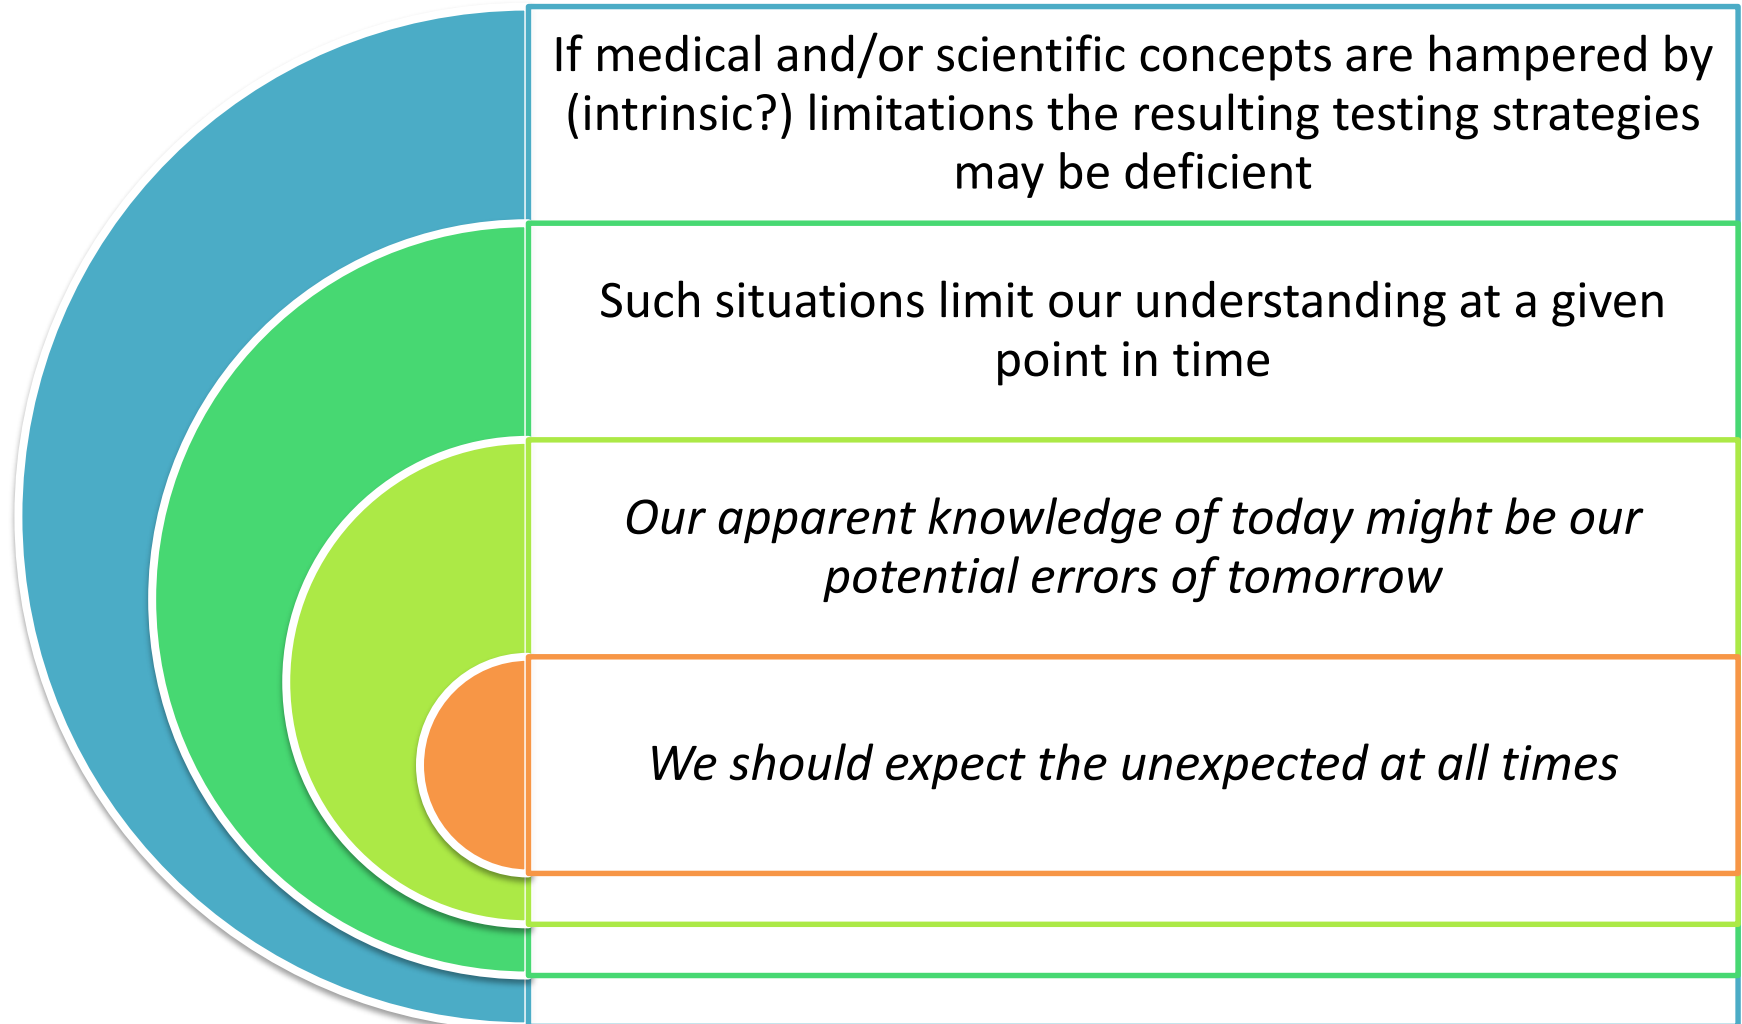 If medical and/or scientific concepts are hampered by
(intrinsic?) limitations the resulting testing strategies
may be deficient
Such situations limit our understanding at a given
point in time
Our apparent knowledge of today might be our
potential errors of tomorrow
We should expect the unexpected at all times